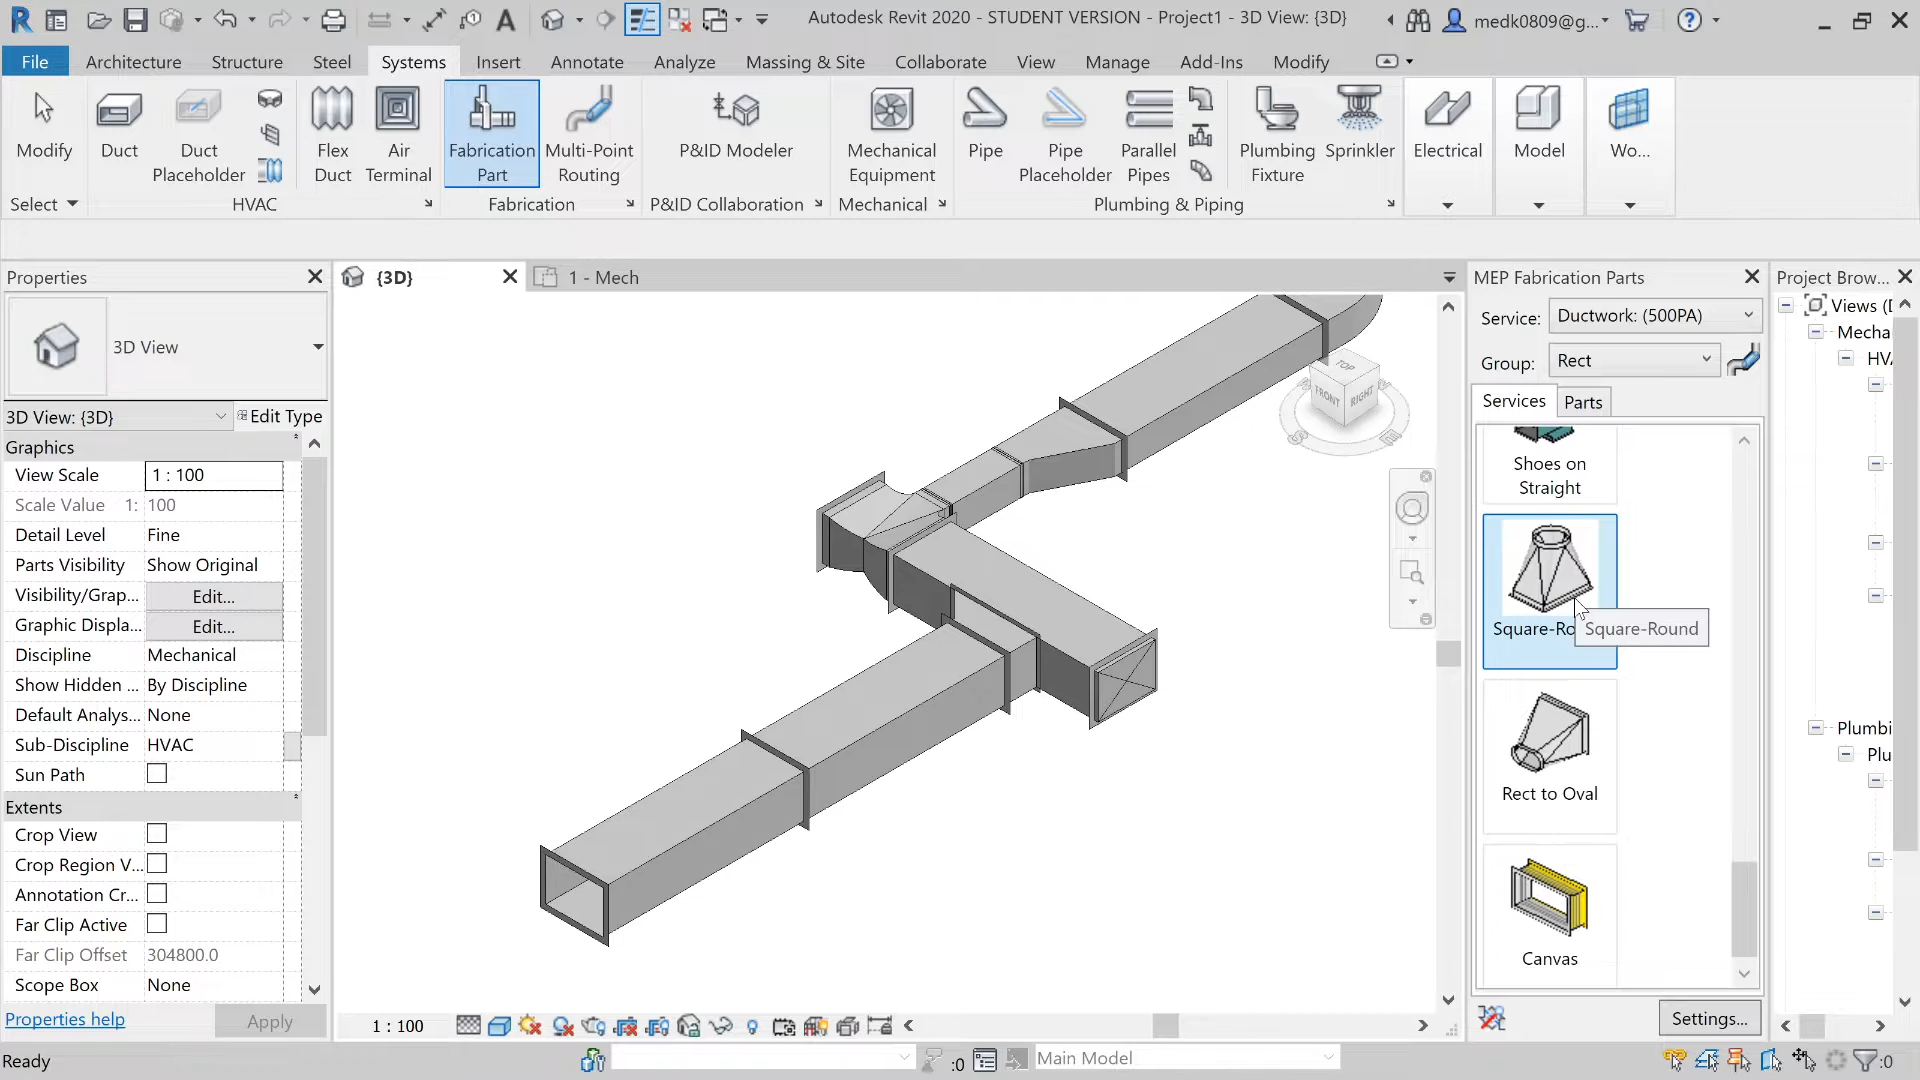 Autodesk Revit 2020 - STUDENT VERSION - Project1 - 3D View: {3D}
medk0809@g...
File Architecture Structure Steel Systems Insert Annotate Analyze Massing & Site Collaborate View Manage Add-Ins Modify
Modify
Duct
Duct Placeholder
Flex Duct
Air Terminal
Fabrication Part
Multi-Point Routing
P&ID Modeler
Mechanical Equipment
Pipe
Pipe Placeholder
Parallel Pipes
Plumbing Fixture
Sprinkler
Electrical
Model
Wo...
Select HVAC Fabrication P&ID Collaboration Mechanical Plumbing & Piping
Properties
{3D}
1 - Mech
MEP Fabrication Parts
Project Brow...
3D View
3D View: {3D}
Edit Type
Graphics
View Scale 1 : 100
Scale Value 1: 100
Detail Level Fine
Parts Visibility Show Original
Visibility/Grap... Edit...
Graphic Displa... Edit...
Discipline Mechanical
Show Hidden ... By Discipline
Default Analys... None
Sub-Discipline HVAC
Sun Path
Extents
Crop View
Crop Region V...
Annotation Cr...
Far Clip Active
Far Clip Offset 304800.0
Scope Box None
Properties help
Apply
TOP
FRONT
RIGHT
S
E
Service: Ductwork: (500PA)
Group: Rect
Services Parts
Shoes on
Straight
Square-Ro
Square-Round
Rect to Oval
Canvas
Settings...
Views (
Mecha
HV
Plumbi
Plu
1 : 100
Ready
:0
Main Model
:0